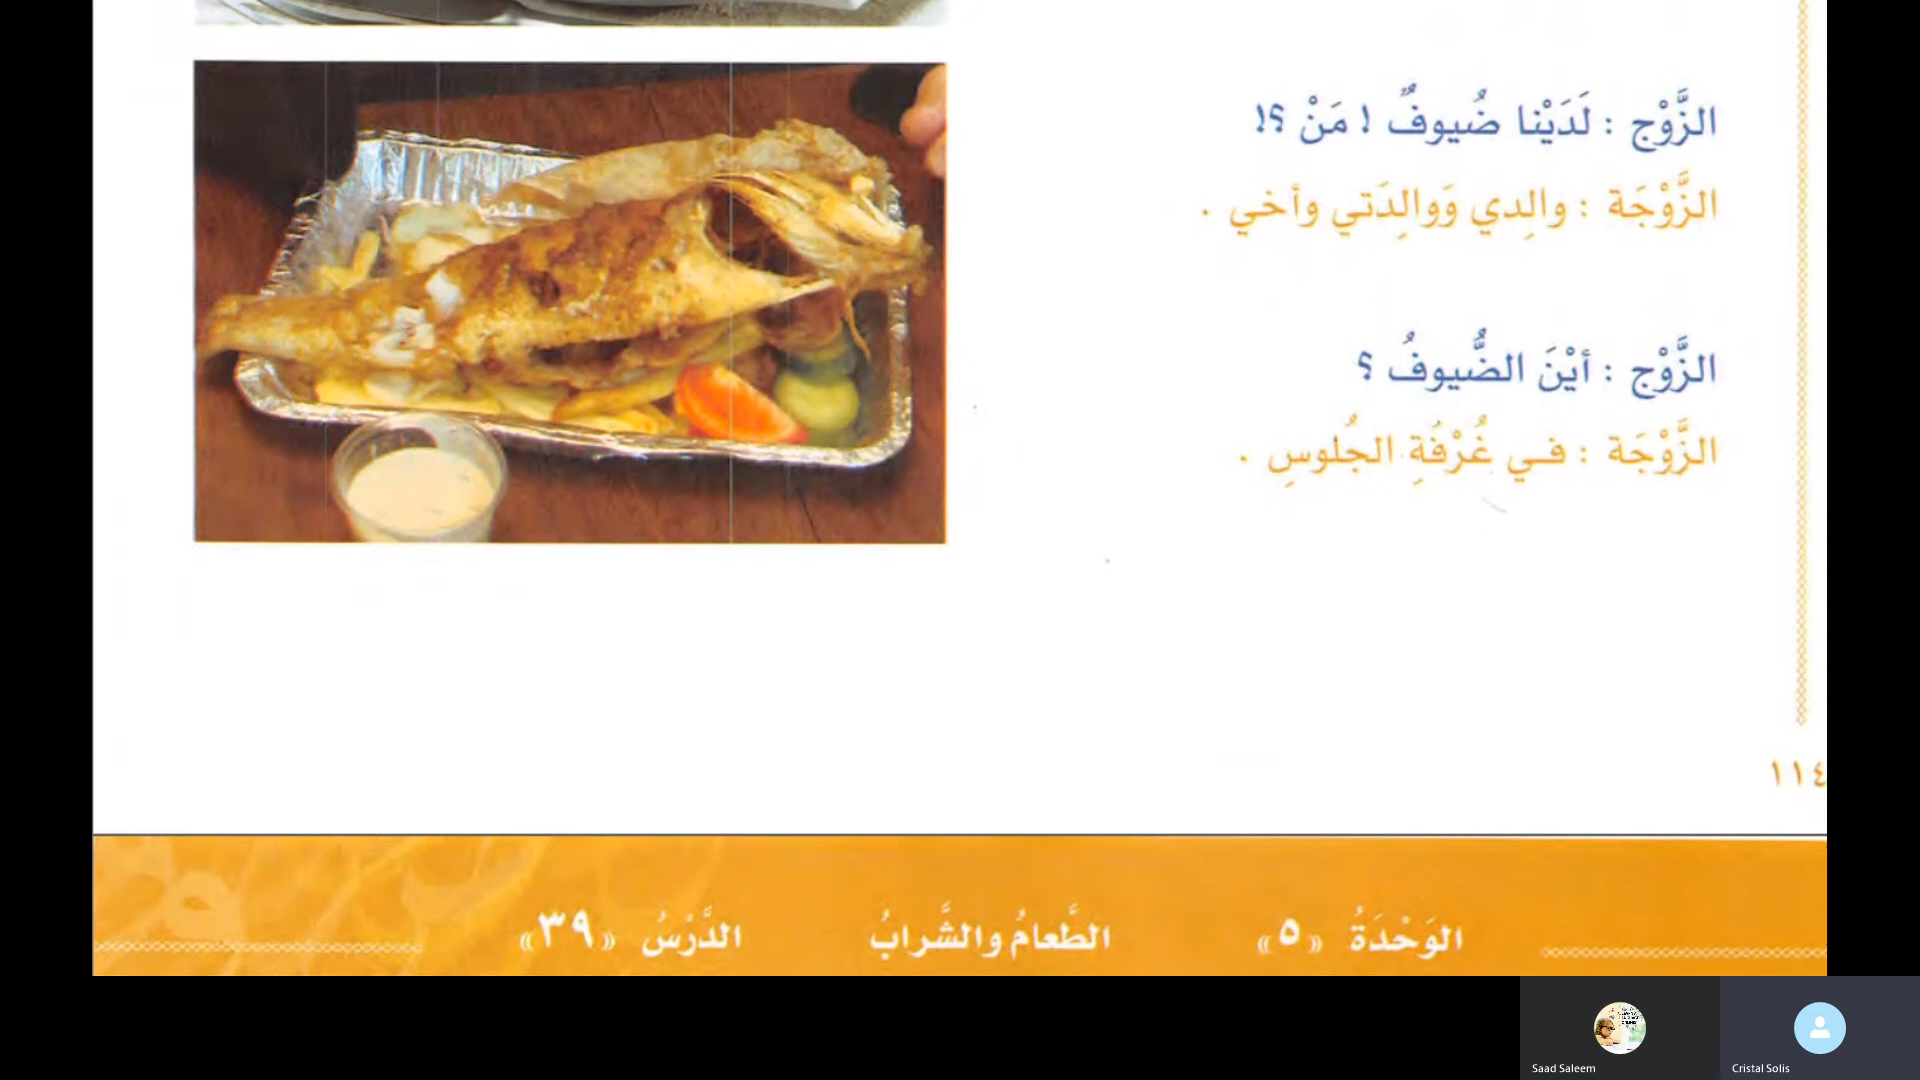 الزَّوْج : لَدَيْنا ضُيوفٌ ! مَنْ ؟!
الزَّوْجَة : والِدي وَوالِدَتي وأخي .
الزَّوْج : أيْنَ الضُّيوفُ ؟
الزَّوْجَة : في غُرْفَةِ الجُلوسِ .
١١٤
الوَحْدَةُ «٥» الطَّعامُ والشَّرابُ الدَّرْسُ «٣٩»
Saad Saleem
Cristal Solis